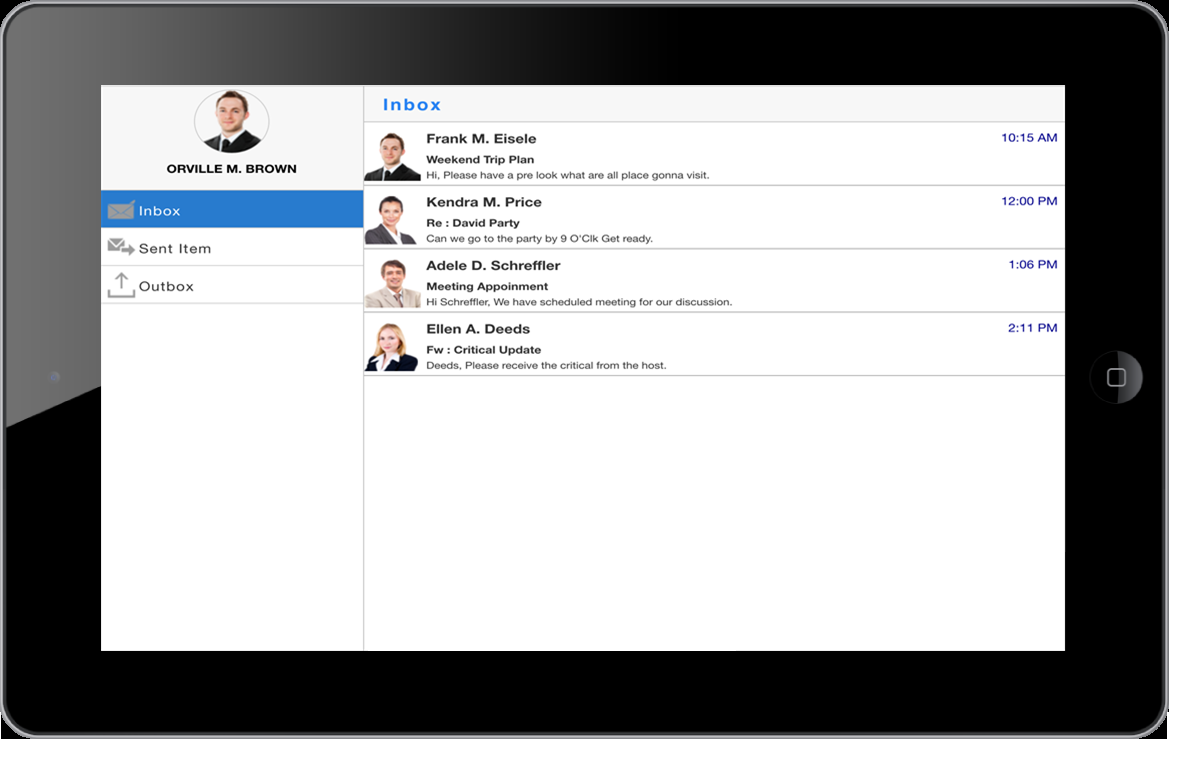 ORVILLE M. BROWN
Inbox
Sent Item
Outbox
Inbox
Frank M. Eisele
10:15 AM
Weekend Trip Plan
Hi, Please have a pre look what are all place gonna visit.
Kendra M. Price
12:00 PM
Re : David Party
Can we go to the party by 9 O'Clk Get ready.
Adele D. Schreffler
1:06 PM
Meeting Appoinment
Hi Schreffler, We have scheduled meeting for our discussion.
Ellen A. Deeds
2:11 PM
Fw : Critical Update
Deeds, Please receive the critical from the host.